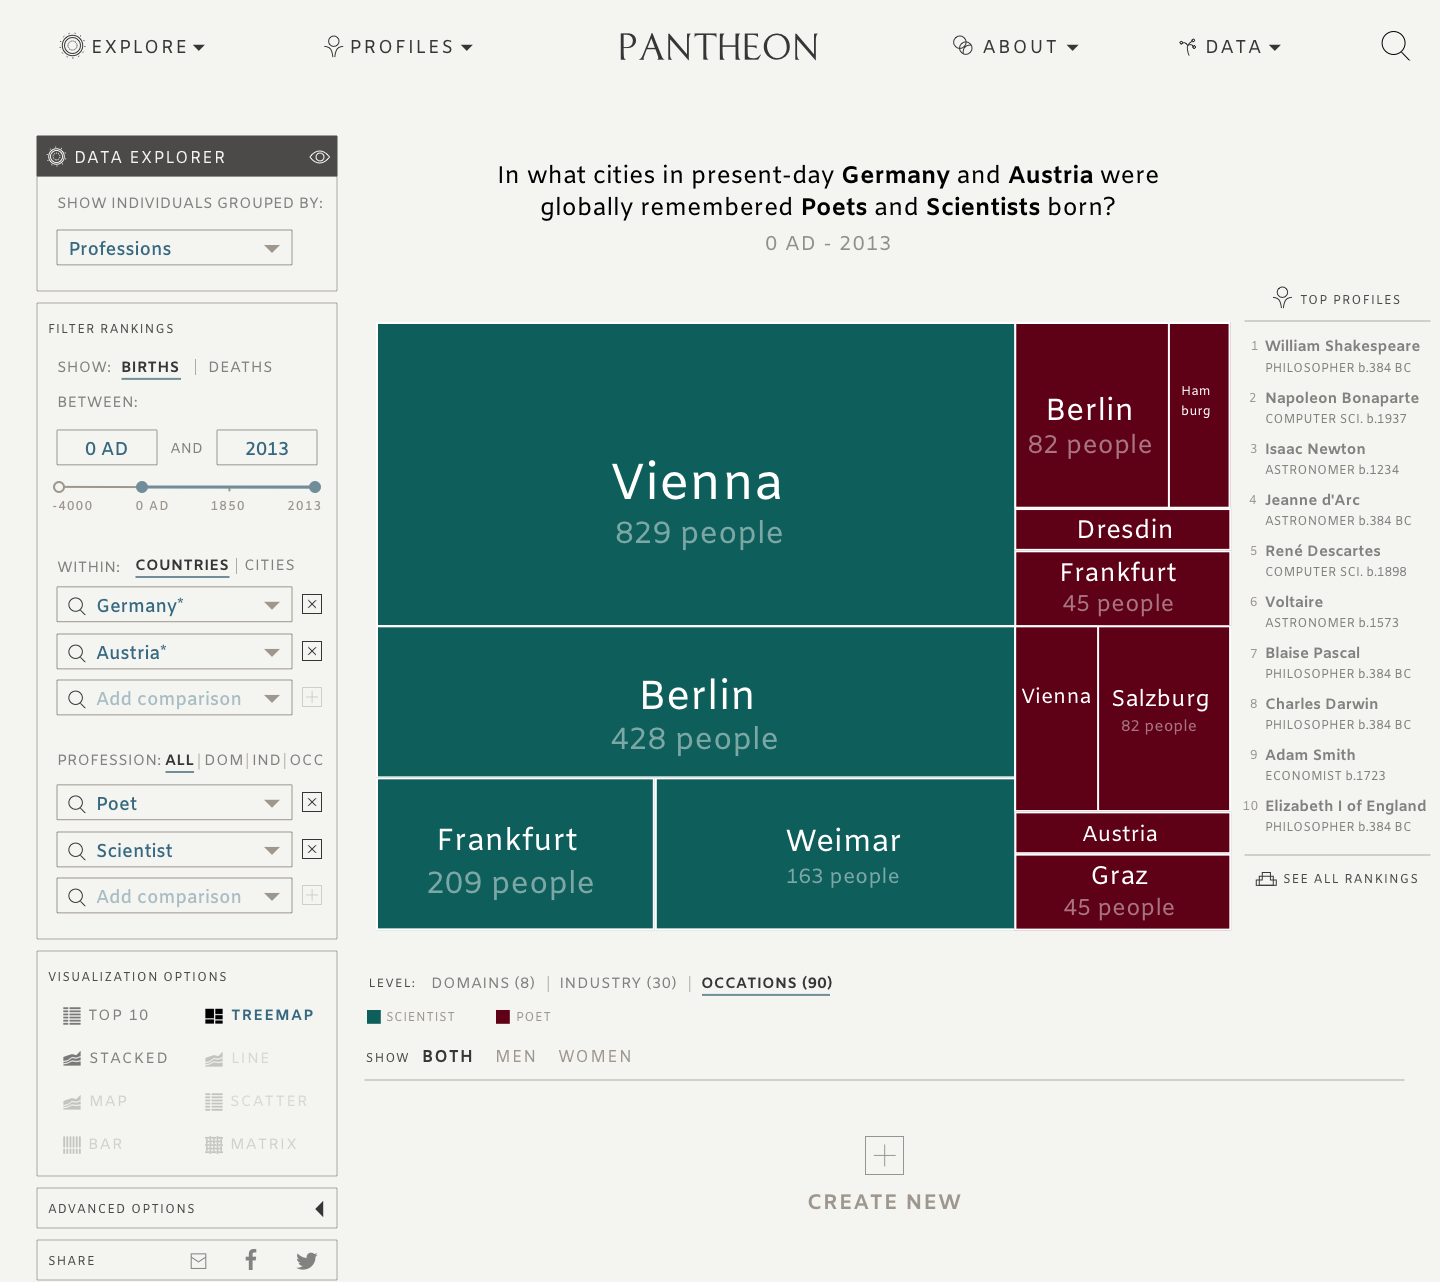 EXPLORE
PROFILES
PANTHEON
ABOUT
DATA
DATA EXPLORER
SHOW INDIVIDUALS GROUPED BY:
Professions
FILTER RANKINGS
SHOW: BIRTHS | DEATHS
BETWEEN:
0 AD AND 2013
-4000 0 AD 1850 2013
WITHIN: COUNTRIES | CITIES
Germany*
Austria*
Add comparison
PROFESSION: ALL | DOM | IND | OCC
Poet
Scientist
Add comparison
VISUALIZATION OPTIONS
TOP 10 TREEMAP
STACKED LINE
MAP SCATTER
BAR MATRIX
ADVANCED OPTIONS
SHARE
In what cities in present-day Germany and Austria were
globally remembered Poets and Scientists born?
0 AD - 2013
Vienna
829 people
Berlin
428 people
Frankfurt
209 people
Weimar
163 people
Berlin
82 people
Ham
burg
Dresdin
Frankfurt
45 people
Vienna
Salzburg
82 people
Austria
Graz
45 people
LEVEL: DOMAINS (8) | INDUSTRY (30) | OCCATIONS (90)
SCIENTIST POET
SHOW BOTH MEN WOMEN
CREATE NEW
TOP PROFILES
1 William Shakespeare
PHILOSOPHER b.384 BC
2 Napoleon Bonaparte
COMPUTER SCI. b.1937
3 Isaac Newton
ASTRONOMER b.1234
4 Jeanne d'Arc
ASTRONOMER b.384 BC
5 René Descartes
COMPUTER SCI. b.1898
6 Voltaire
ASTRONOMER b.1573
7 Blaise Pascal
PHILOSOPHER b.384 BC
8 Charles Darwin
PHILOSOPHER b.384 BC
9 Adam Smith
ECONOMIST b.1723
10 Elizabeth I of England
PHILOSOPHER b.384 BC
SEE ALL RANKINGS